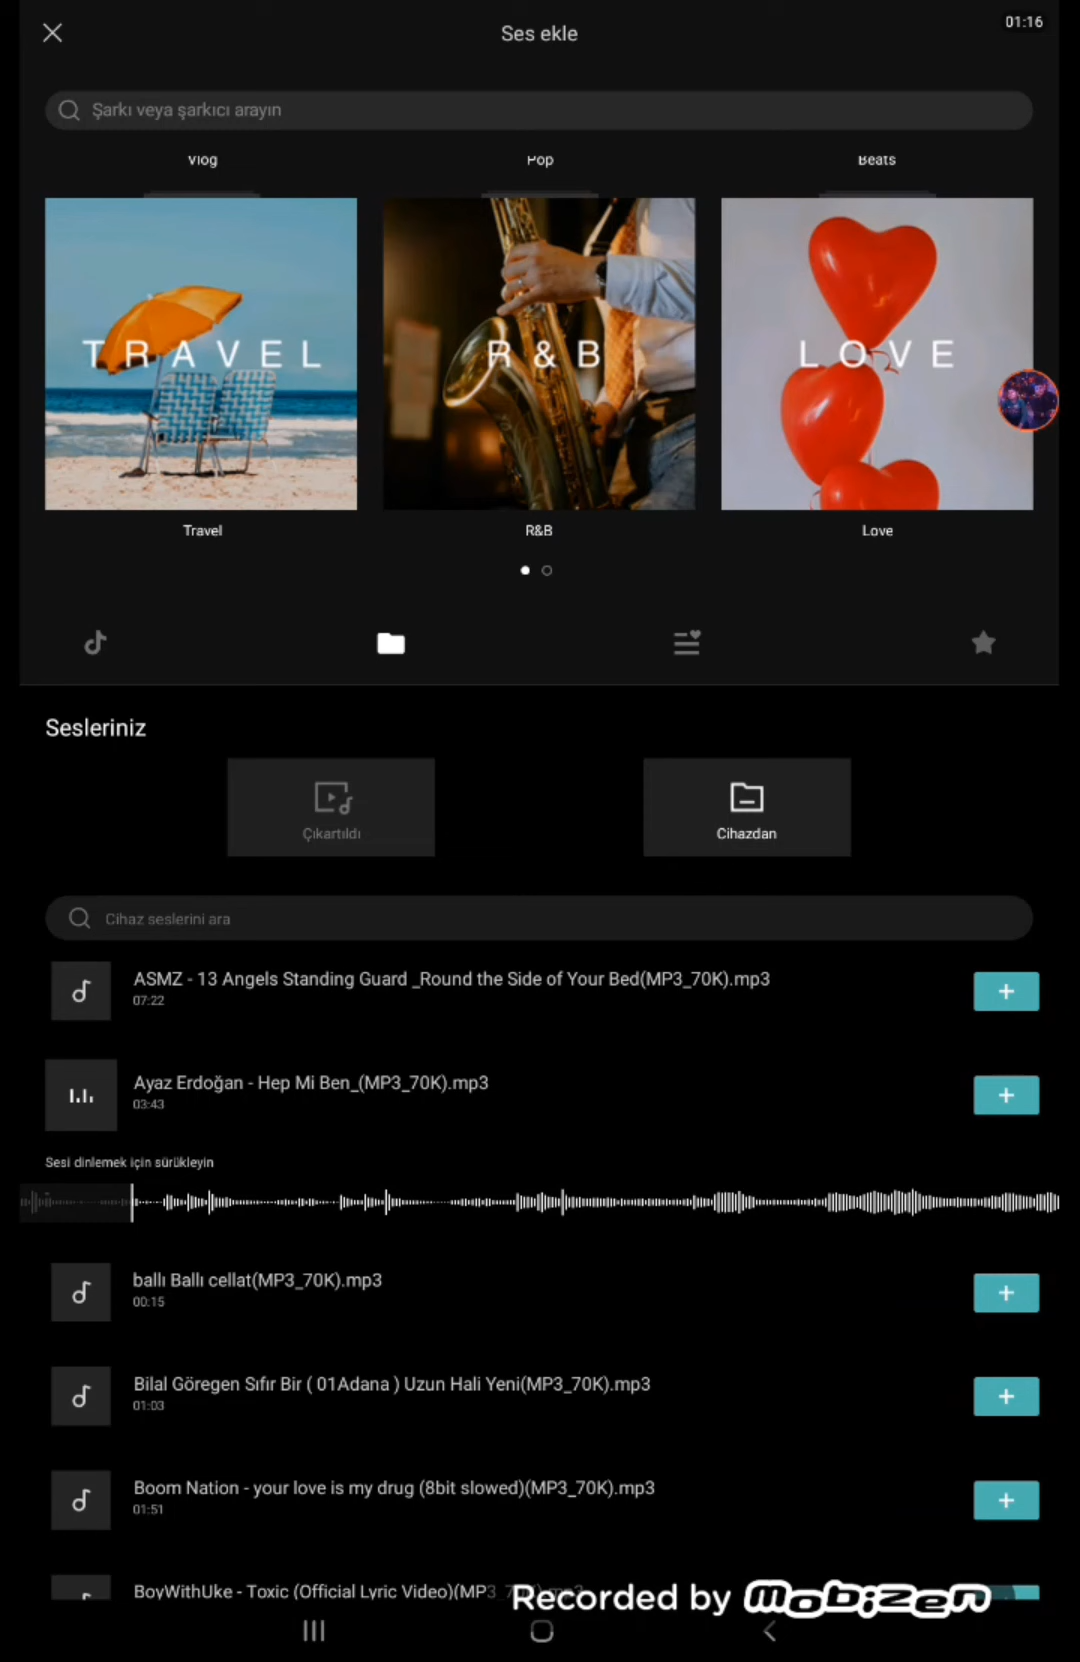 01:16
Ses ekle
Şarkı veya şarkıcı arayın
Vlog
Pop
Beats
TRAVEL
R&B
LOVE
Travel
R&B
Love
Sesleriniz
Çıkartıldı
Cihazdan
Cihaz seslerini ara
ASMZ - 13 Angels Standing Guard _Round the Side of Your Bed(MP3_70K).mp3
07:22
Ayaz Erdoğan - Hep Mi Ben_(MP3_70K).mp3
03:43
Sesi dinlemek için sürükleyin
ballı Ballı cellat(MP3_70K).mp3
00:15
Bilal Göregen Sıfır Bir ( 01Adana ) Uzun Hali Yeni(MP3_70K).mp3
01:03
Boom Nation - your love is my drug (8bit slowed)(MP3_70K).mp3
01:51
BoyWithUke - Toxic (Official Lyric Video)(MP3_70K).mp3
Recorded by mobizen